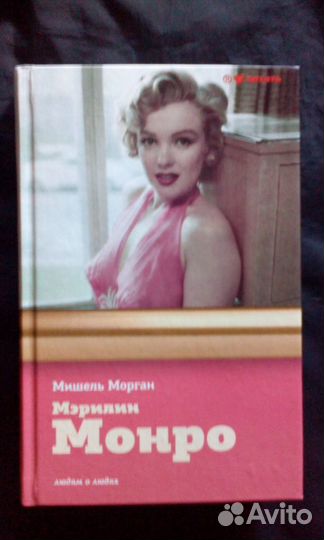 Мишель Морган
Мэрилин
Монро
людям о людях
Avito